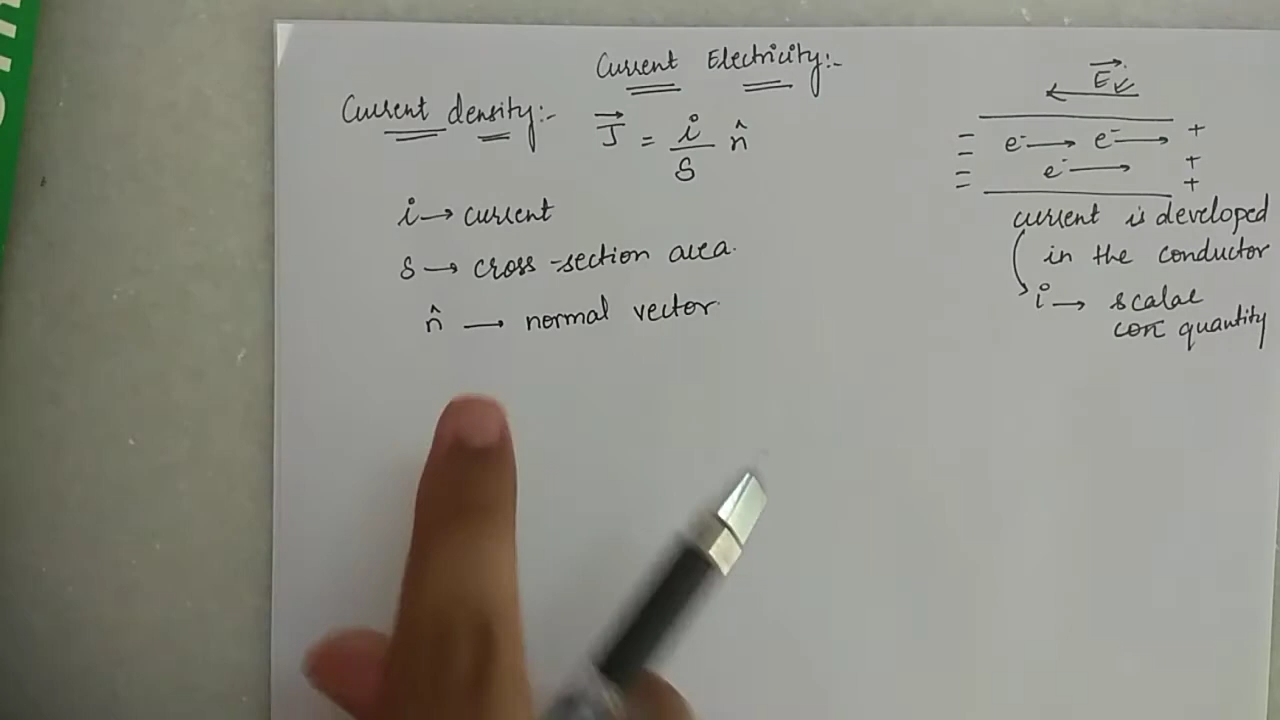 Current Electricity:-
Current density:- J⃗ = i/s n̂
i → current
s → cross-section area.
n̂ → normal vector.
E⃗
- e⁻ → e⁻ → +
- e⁻ → +
= +
current is developed
in the conductor
i → scalar
quantity